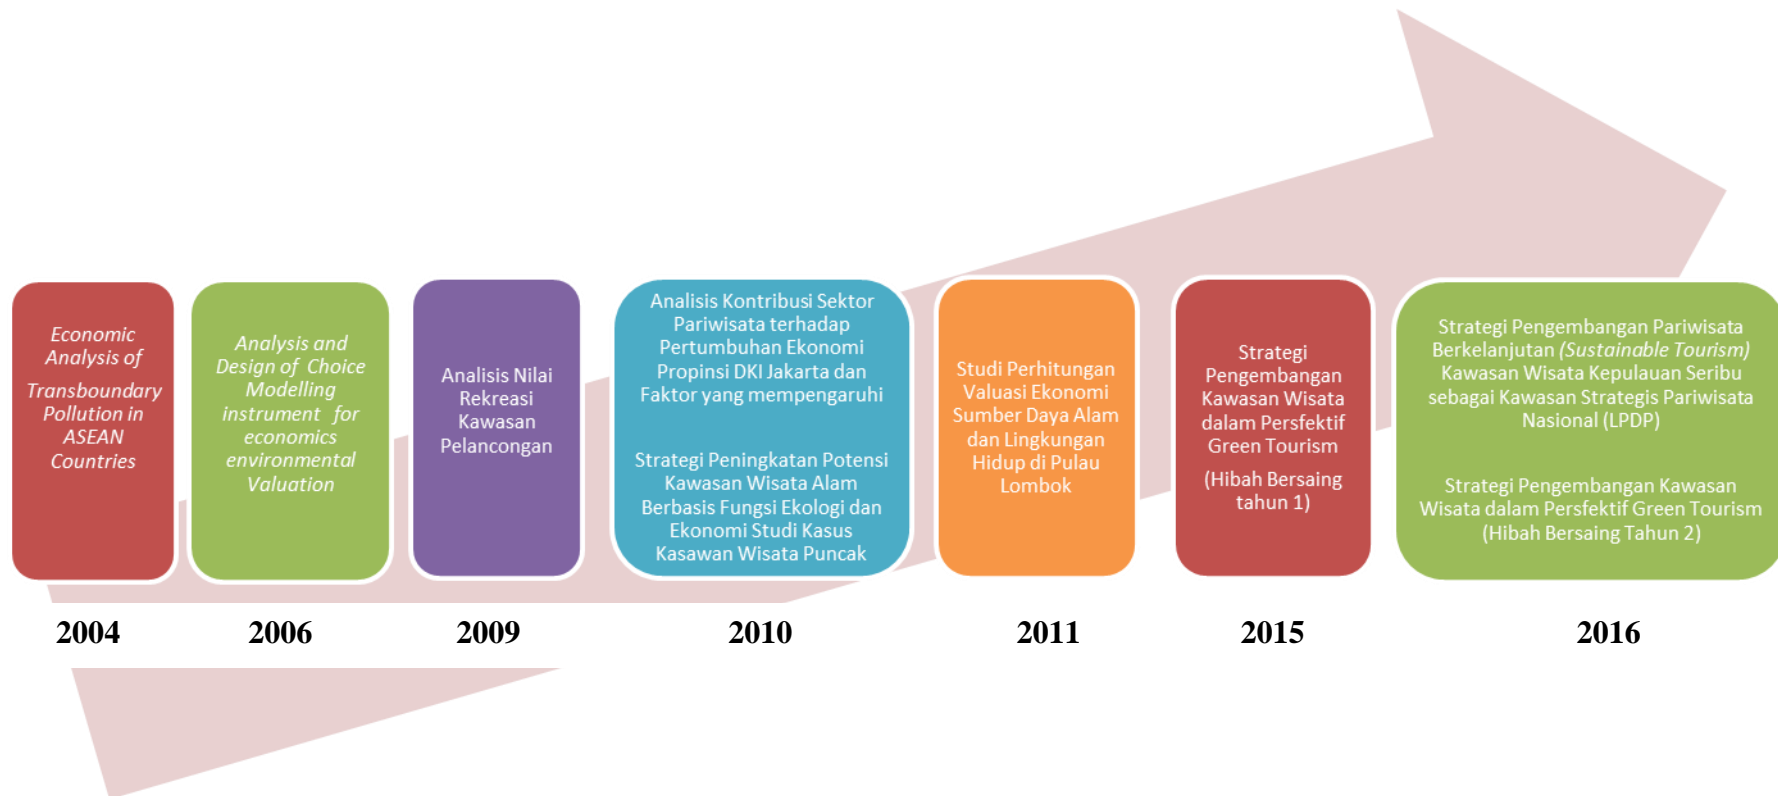 Economic
Analysis of
Transboundary
Pollution in
ASEAN
Countries
Analysis and
Design of Choice
Modelling
instrument for
economics
environmental
Valuation
Analisis Nilai
Rekreasi
Kawasan
Pelancongan
Analisis Kontribusi Sektor
Pariwisata terhadap
Pertumbuhan Ekonomi
Propinsi DKI Jakarta dan
Faktor yang mempengaruhi
Strategi Peningkatan Potensi
Kawasan Wisata Alam
Berbasis Fungsi Ekologi dan
Ekonomi Studi Kasus
Kasawan Wisata Puncak
Studi Perhitungan
Valuasi Ekonomi
Sumber Daya Alam
dan Lingkungan
Hidup di Pulau
Lombok
Strategi
Pengembangan
Kawasan Wisata
dalam Persfektif
Green Tourism
(Hibah Bersaing
tahun 1)
Strategi Pengembangan Pariwisata
Berkelanjutan (Sustainable Tourism)
Kawasan Wisata Kepulauan Seribu
sebagai Kawasan Strategis Pariwisata
Nasional (LPDP)
Strategi Pengembangan Kawasan
Wisata dalam Persfektif Green Tourism
(Hibah Bersaing Tahun 2)
2004
2006
2009
2010
2011
2015
2016